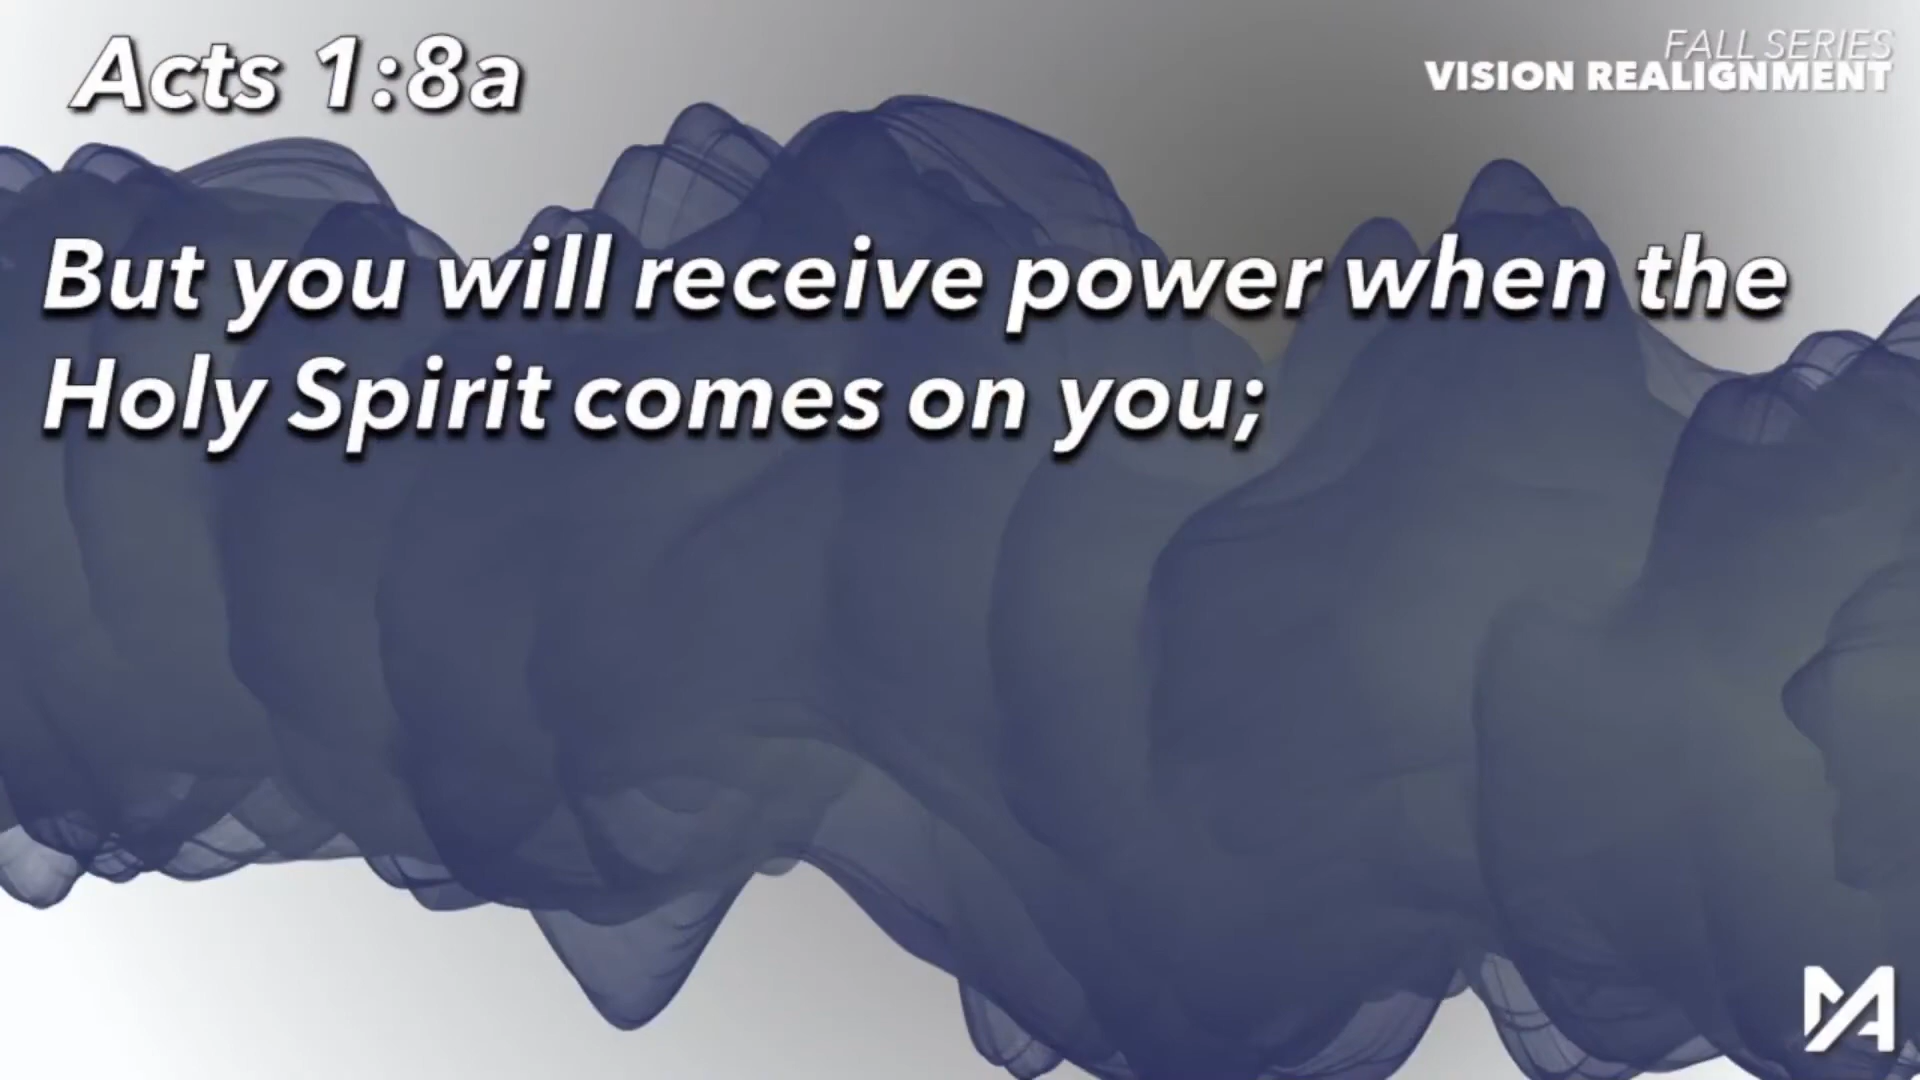 Acts 1:8a
FALL SERIES
VISION REALIGNMENT
But you will receive power when the
Holy Spirit comes on you;
MA